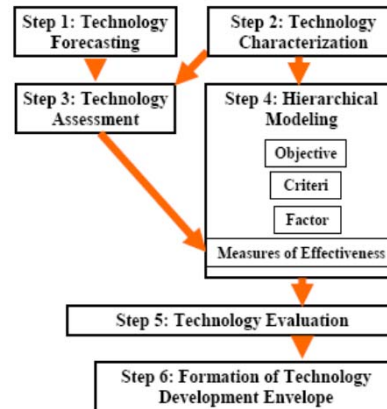 Step 1: Technology
Forecasting
Step 2: Technology
Characterization
Step 3: Technology
Assessment
Step 4: Hierarchical
Modeling
Objective
Criteri
Factor
Measures of Effectiveness
Step 5: Technology Evaluation
Step 6: Formation of Technology
Development Envelope